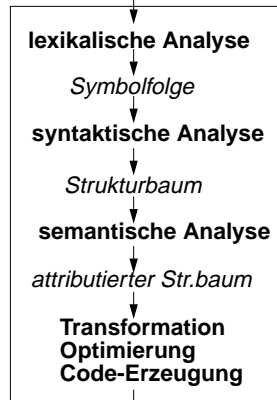 lexikalische Analyse
Symbolfolge
syntaktische Analyse
Strukturbaum
semantische Analyse
attributierter Str.baum
Transformation
Optimierung
Code-Erzeugung